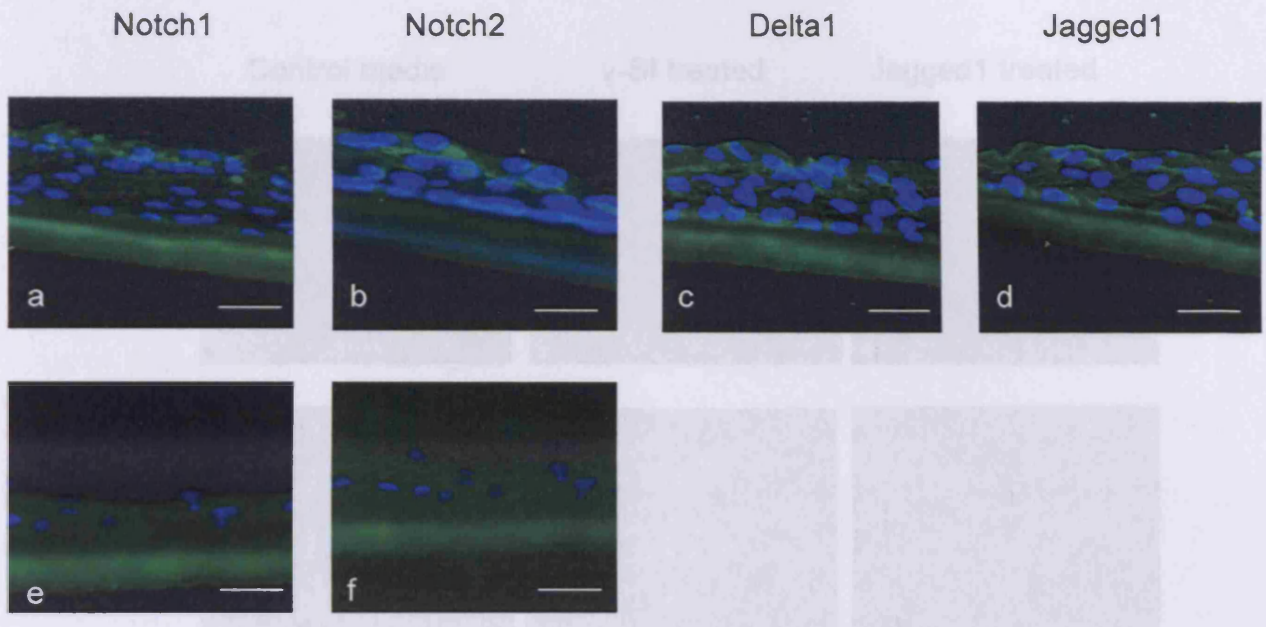 Notch1 Notch2 Delta1 Jagged1
Control media γ-SI treated Jagged1 treated
a b c d
e f